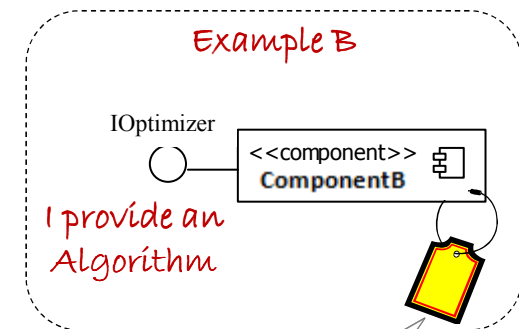 Example B
IOptimizer
<<component>>
ComponentB
I provide an
Algorithm